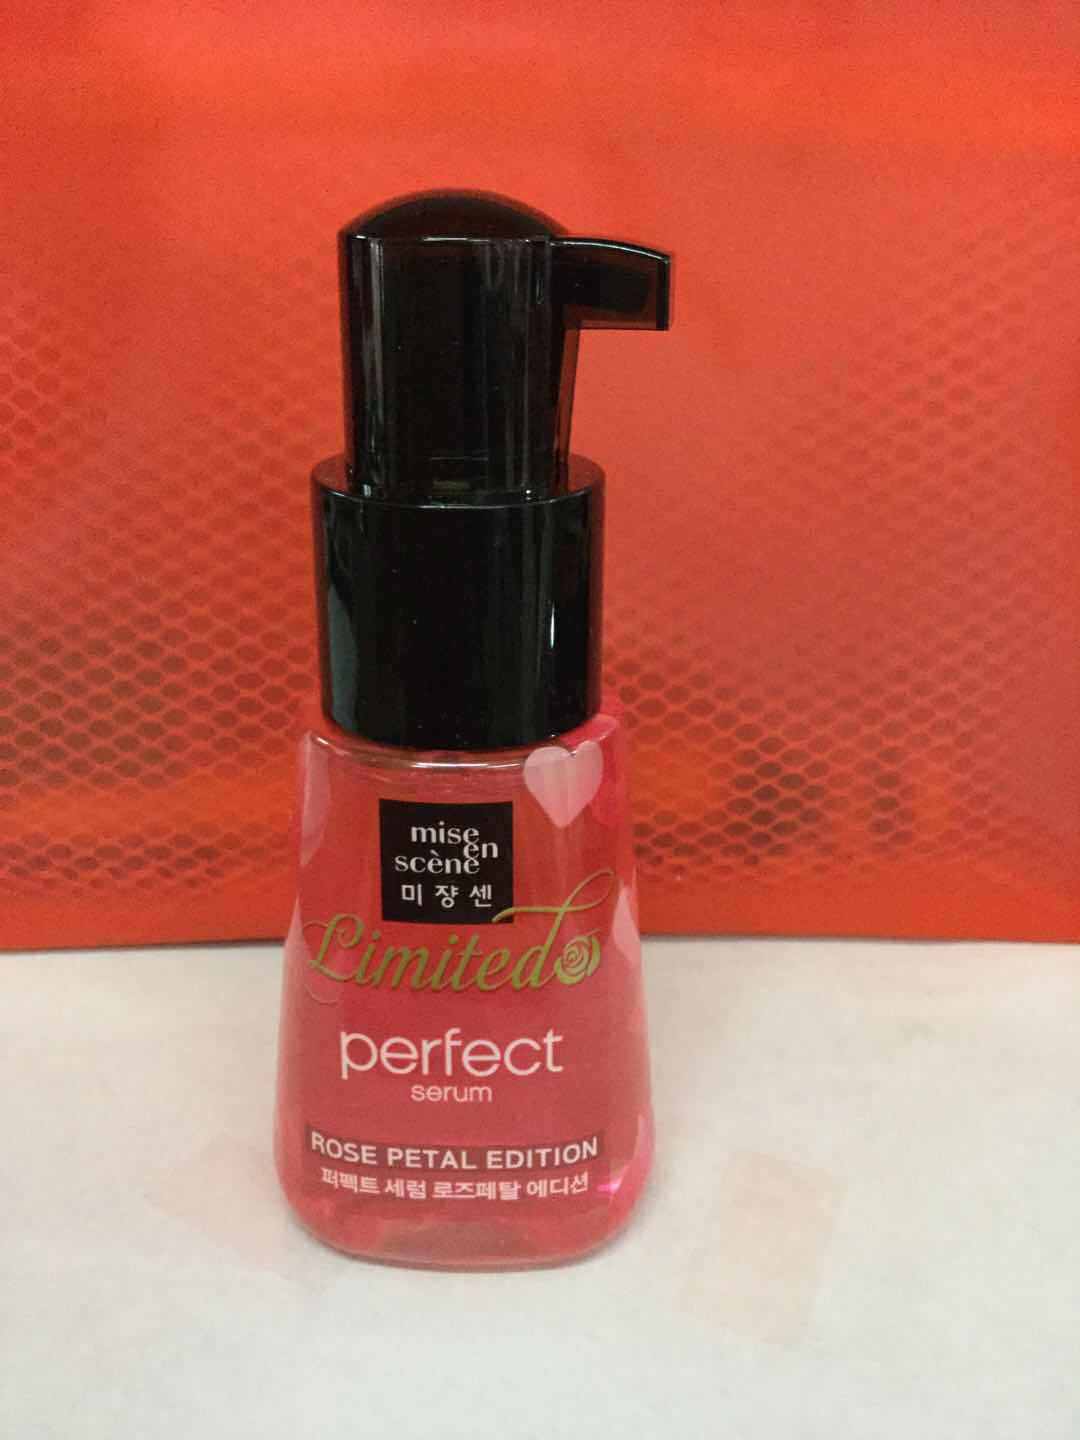 mise
en
scène
미쟝센
Limited
perfect
serum
ROSE PETAL EDITION
퍼펙트 세럼 로즈페탈 에디션